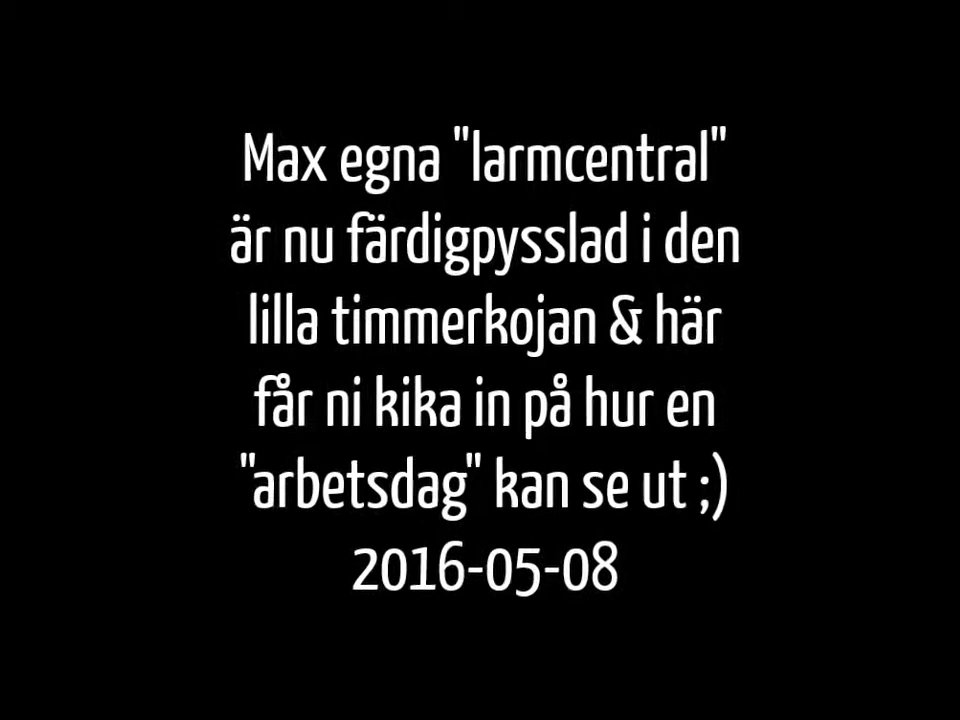 Max egna "larmcentral"
är nu färdigpysslad i den
lilla timmerkojan & här
får ni kika in på hur en
"arbetsdag" kan se ut ;)
2016-05-08